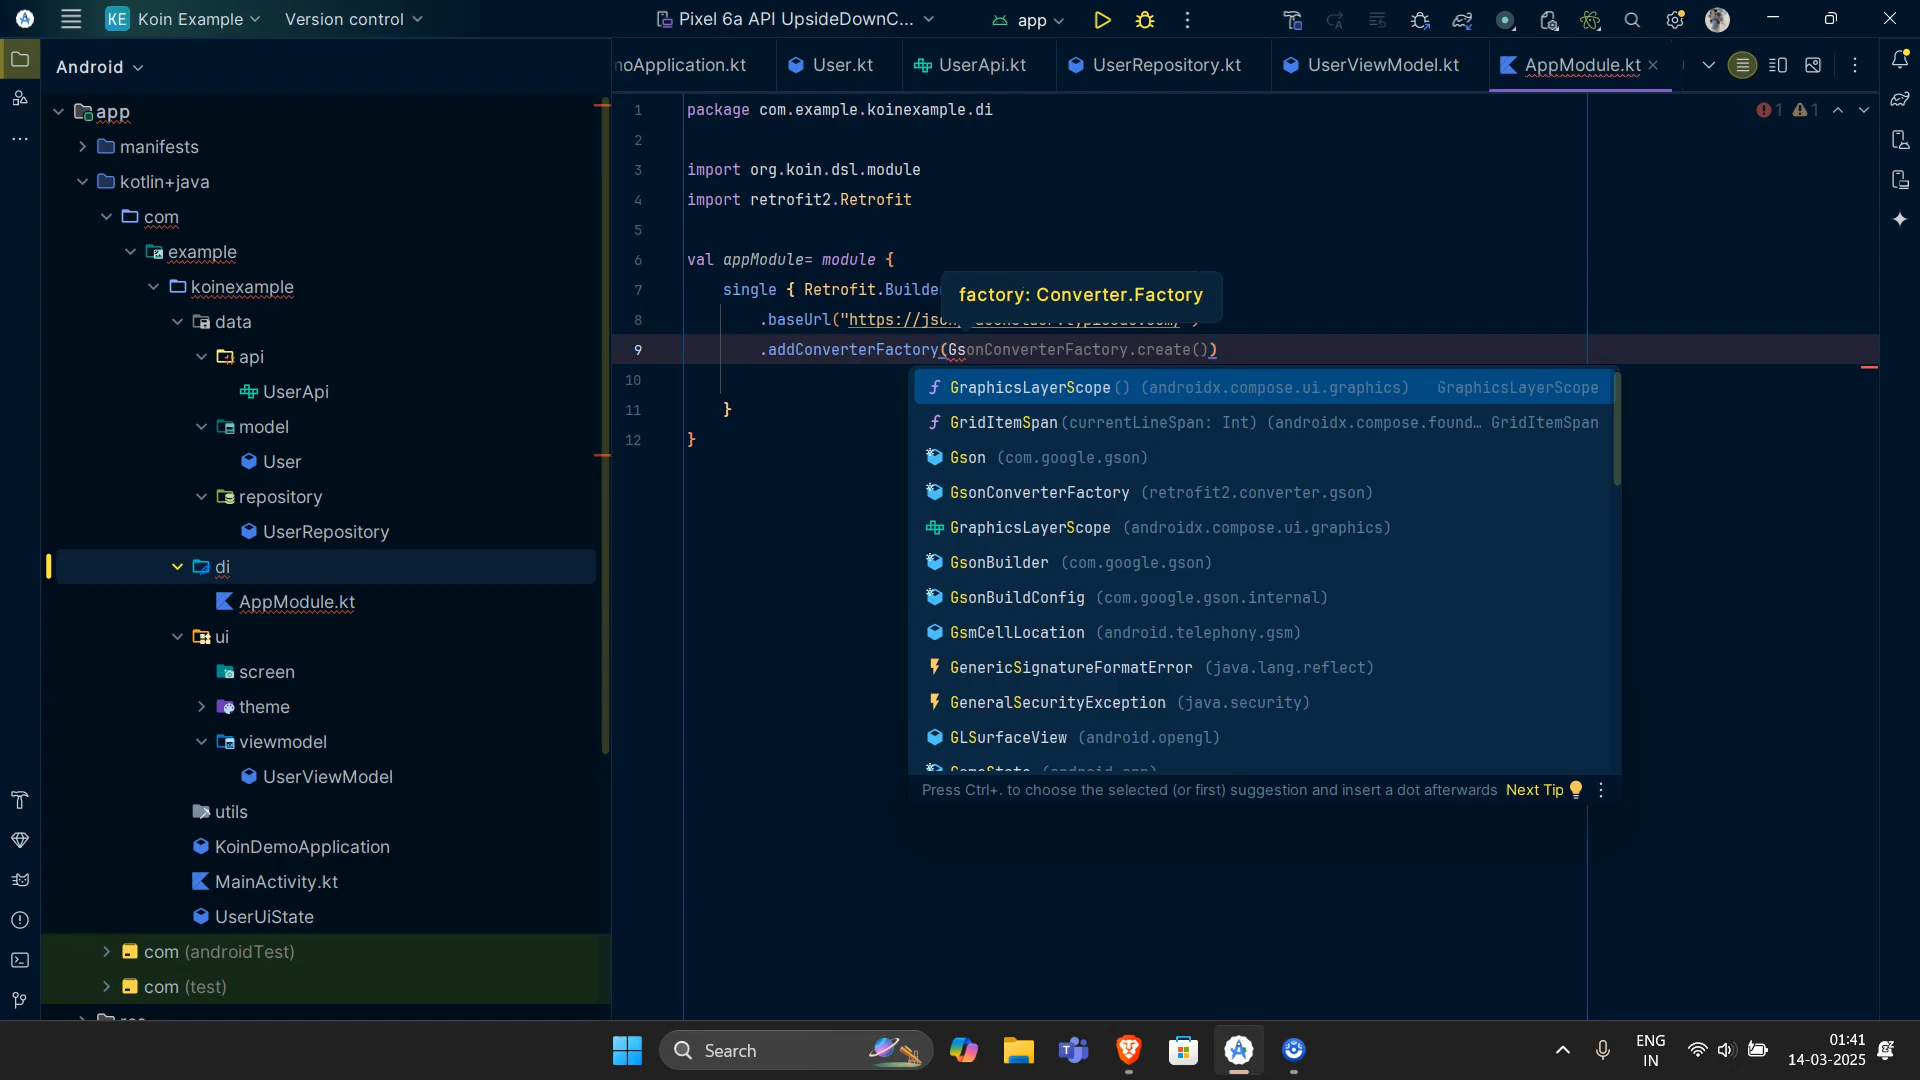 KE Koin Example Version control Pixel 6a API UpsideDownC... app
Android
moApplication.kt User.kt UserApi.kt UserRepository.kt UserViewModel.kt AppModule.kt
app
manifests
kotlin+java
com
example
koinexample
data
api
UserApi
model
User
repository
UserRepository
di
AppModule.kt
ui
screen
theme
viewmodel
UserViewModel
utils
KoinDemoApplication
MainActivity.kt
UserUiState
com (androidTest)
com (test)
1 package com.example.koinexample.di
1 1
2
3 import org.koin.dsl.module
4 import retrofit2.Retrofit
5
6 val appModule= module {
7 single { Retrofit.Builder
factory: Converter.Factory
8 .baseUrl("https://json
9 .addConverterFactory(GsonConverterFactory.create())
10
11 }
12 }
GraphicsLayerScope() (androidx.compose.ui.graphics) GraphicsLayerScope
GridItemSpan(currentLineSpan: Int) (androidx.compose.found... GridItemSpan
Gson (com.google.gson)
GsonConverterFactory (retrofit2.converter.gson)
GraphicsLayerScope (androidx.compose.ui.graphics)
GsonBuilder (com.google.gson)
GsonBuildConfig (com.google.gson.internal)
GsmCellLocation (android.telephony.gsm)
GenericSignatureFormatError (java.lang.reflect)
GeneralSecurityException (java.security)
GLSurfaceView (android.opengl)
Press Ctrl+. to choose the selected (or first) suggestion and insert a dot afterwards Next Tip
Search
ENG
IN
01:41
14-03-2025